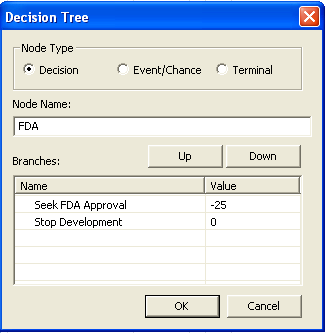 Decision Tree
Node Type
Decision Event/Chance Terminal
Node Name:
FDA
Branches: Up Down
Name Value
Seek FDA Approval -25
Stop Development 0
OK Cancel